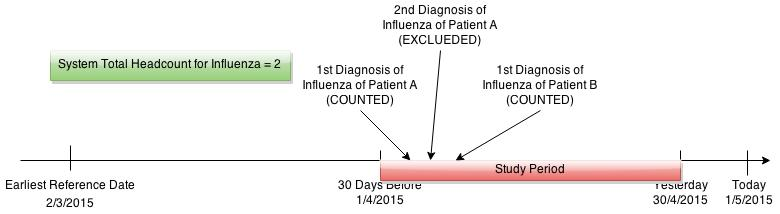 2nd Diagnosis of
Influenza of Patient A
(EXCLUEDED)
System Total Headcount for Influenza = 2
1st Diagnosis of
Influenza of Patient A
(COUNTED)
1st Diagnosis of
Influenza of Patient B
(COUNTED)
Study Period
Earliest Reference Date
2/3/2015
30 Days Before
1/4/2015
Yesterday
30/4/2015
Today
1/5/2015